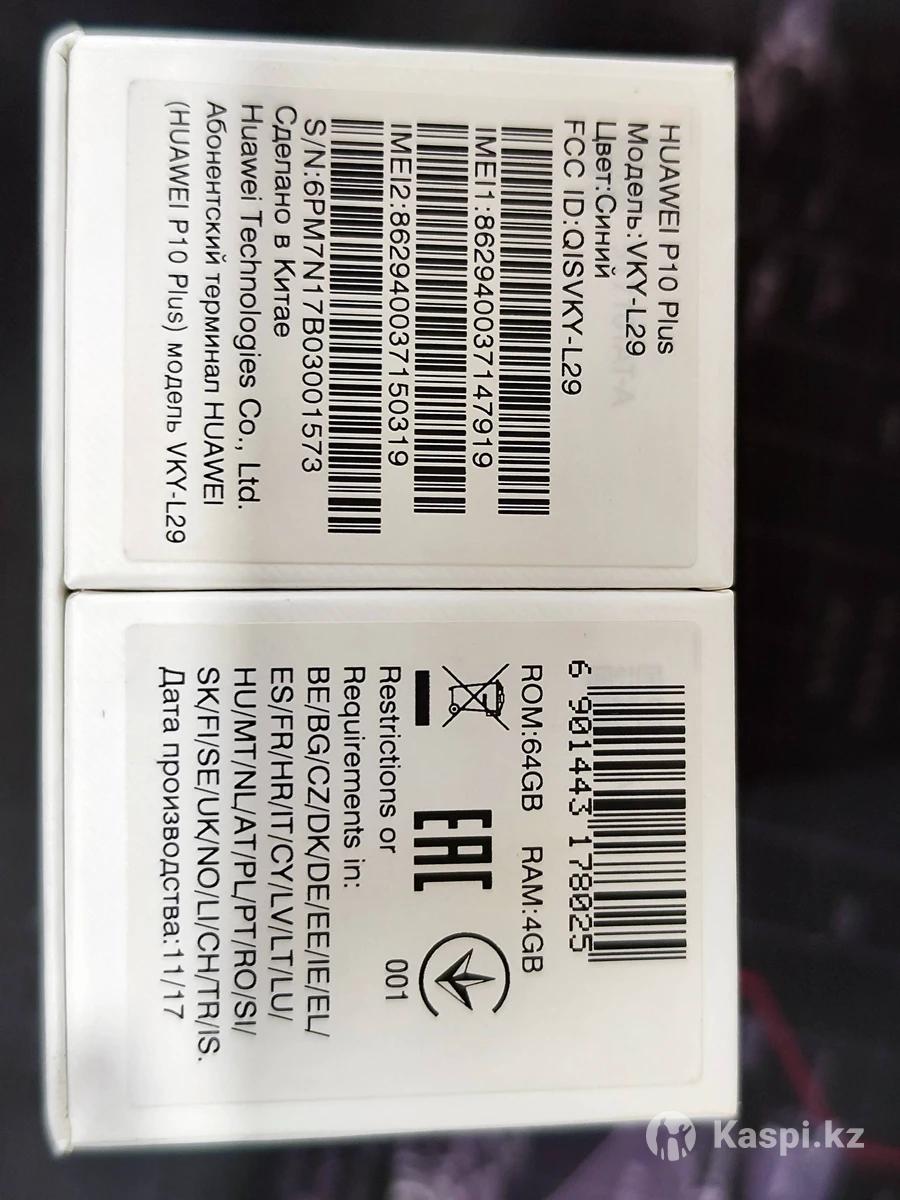 HUAWEI P10 Plus
Модель:VKY-L29
Цвет:Синий
FCC ID:QISVKY-L29
IMEI1:862940037147919
IMEI2:862940037150319
S/N:6PM7N17B03001573
Сделано в Китае
Huawei Technologies Co., Ltd.
Абонентский терминал HUAWEI
(HUAWEI P10 Plus) модель VKY-L29
6 901443 178025
ROM:64GB RAM:4GB
EAC
001
Restrictions or
Requirements in:
BE/BG/CZ/DK/DE/EE/IE/EL/
ES/FR/HR/IT/CY/LV/LT/LU/
HU/MT/NL/AT/PL/PT/RO/SI/
SK/FI/SE/UK/NO/LI/CH/TR/IS.
Дата производства:11/17
Kaspi.kz